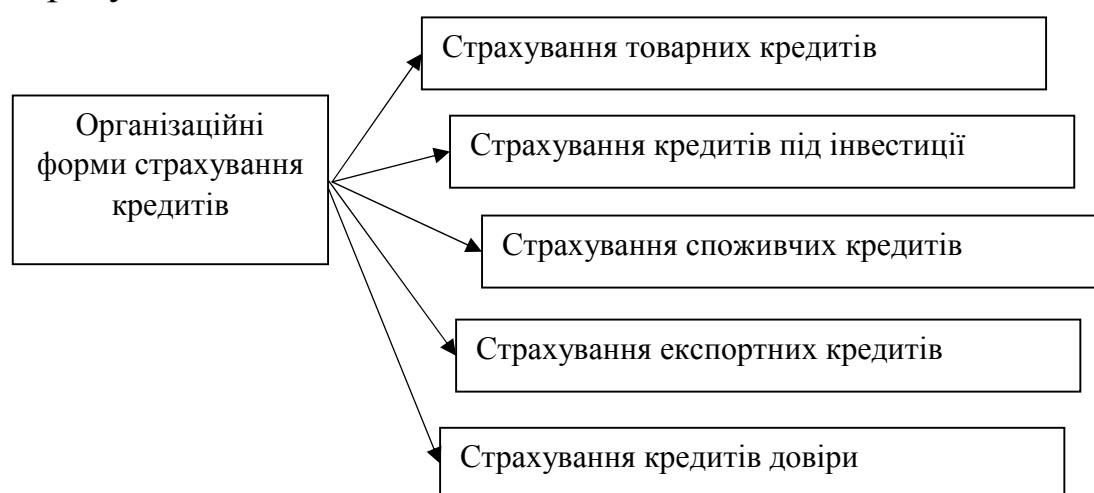 Страхування товарних кредитів
Організаційні
форми страхування
кредитів
Страхування кредитів під інвестиції
Страхування споживчих кредитів
Страхування експортних кредитів
Страхування кредитів довіри